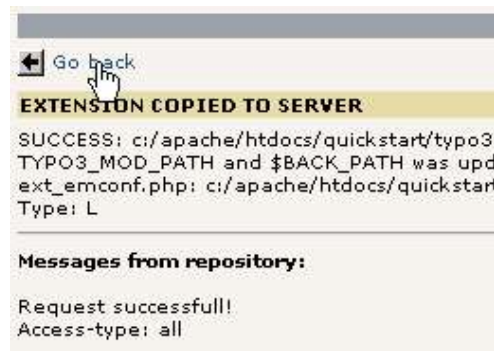 Go back
EXTENSION COPIED TO SERVER
SUCCESS: c:/apache/htdocs/quickstart/typo3
TYPO3_MOD_PATH and $BACK_PATH was upd
ext_emconf.php: c:/apache/htdocs/quickstart
Type: L
Messages from repository:
Request successfull!
Access-type: all